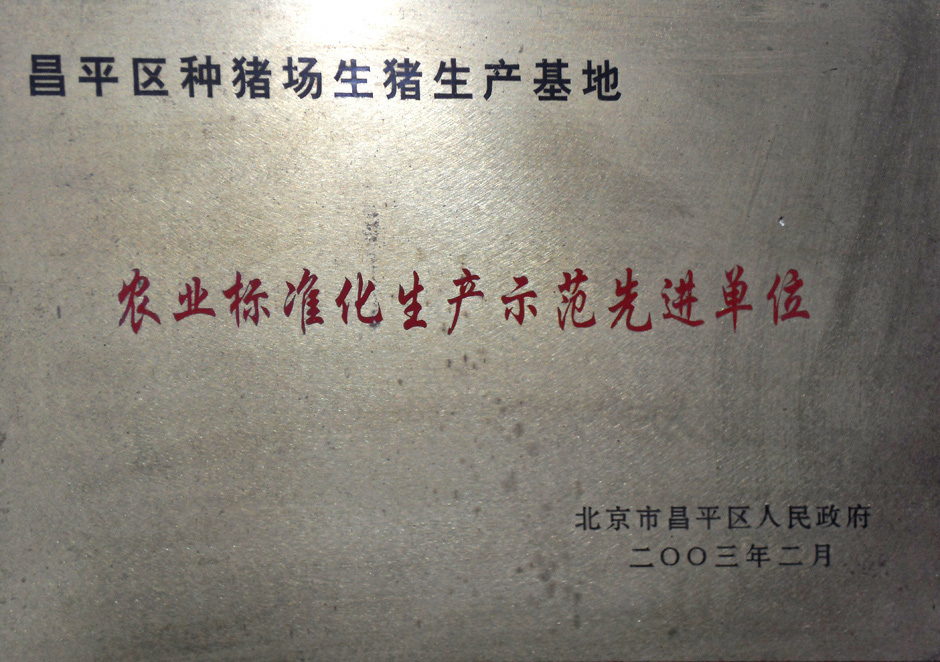 昌平区种猪场生猪生产基地
农业标准化生产示范先进单位
北京市昌平区人民政府
二〇〇三年二月